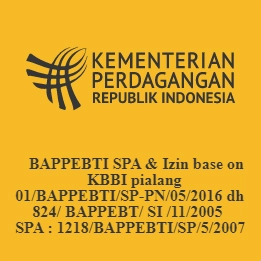 KEMENTERIAN
PERDAGANGAN
REPUBLIK INDONESIA
BAPPEBTI SPA & Izin base on
KBBI pialang
01/BAPPEBTI/SP-PN/05/2016 dh
824/ BAPPEBT/ SI /11/2005
SPA : 1218/BAPPEBTI/SP/5/2007